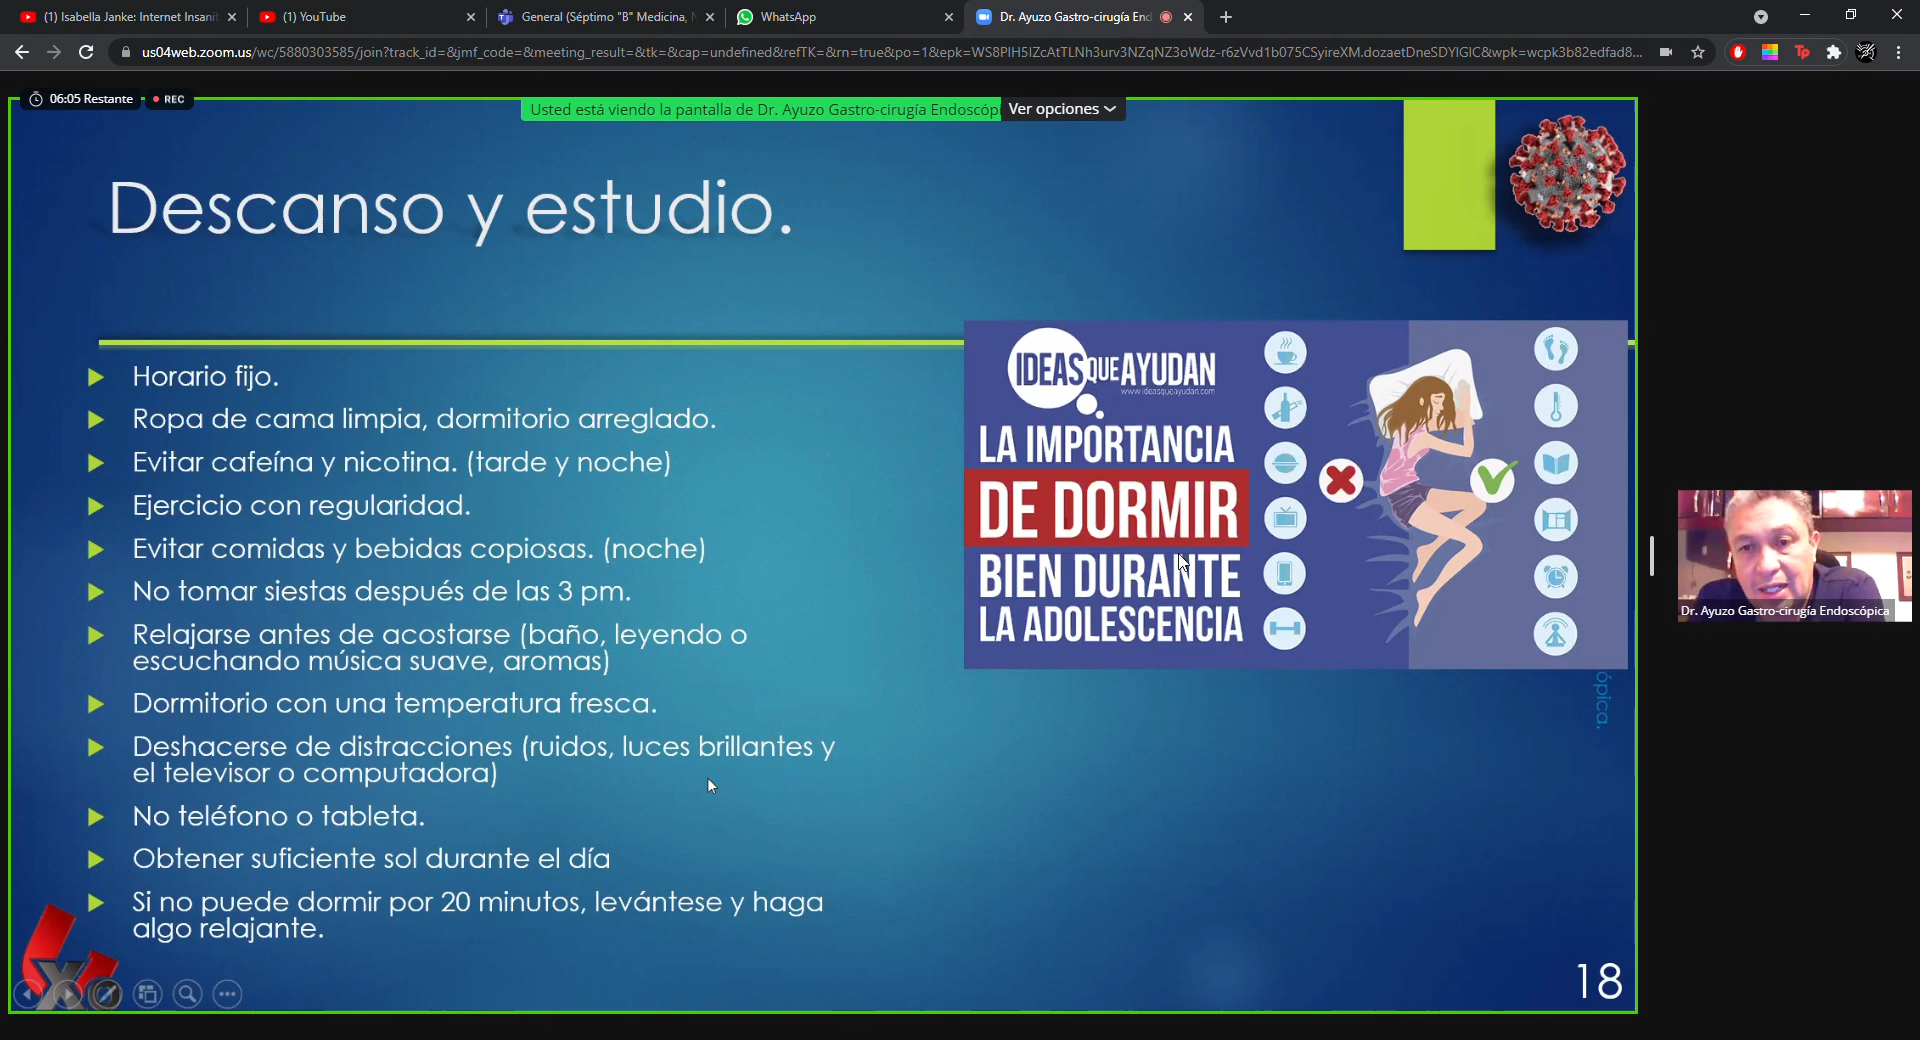 (1) Isabella Janke: Internet Insanit
(1) YouTube
General (Séptimo "B" Medicina,
WhatsApp
Dr. Ayuzo Gastro-cirugía End
us04web.zoom.us/wc/5880303585/join?track_id=&jmf_code=&meeting_result=&tk=&cap=undefined&refTK=&rn=true&po=1&epk=
06:05 Restante
REC
Usted está viendo la pantalla de Dr. Ayuzo Gastro-cirugía Endoscópi
Ver opciones
Descanso y estudio.
Horario fijo.
Ropa de cama limpia, dormitorio arreglado.
Evitar cafeína y nicotina. (tarde y noche)
Ejercicio con regularidad.
Evitar comidas y bebidas copiosas. (noche)
No tomar siestas después de las 3 pm.
Relajarse antes de acostarse (baño, leyendo o
escuchando música suave, aromas)
Dormitorio con una temperatura fresca.
Deshacerse de distracciones (ruidos, luces brillantes y
el televisor o computadora)
No teléfono o tableta.
Obtener suficiente sol durante el día
Si no puede dormir por 20 minutos, levántese y haga
algo relajante.
IDEAS QUE AYUDAN
www.ideasqueayudan.com
LA IMPORTANCIA
DE DORMIR
BIEN DURANTE
LA ADOLESCENCIA
ópica.
18
Dr. Ayuzo Gastro-cirugía Endoscópica